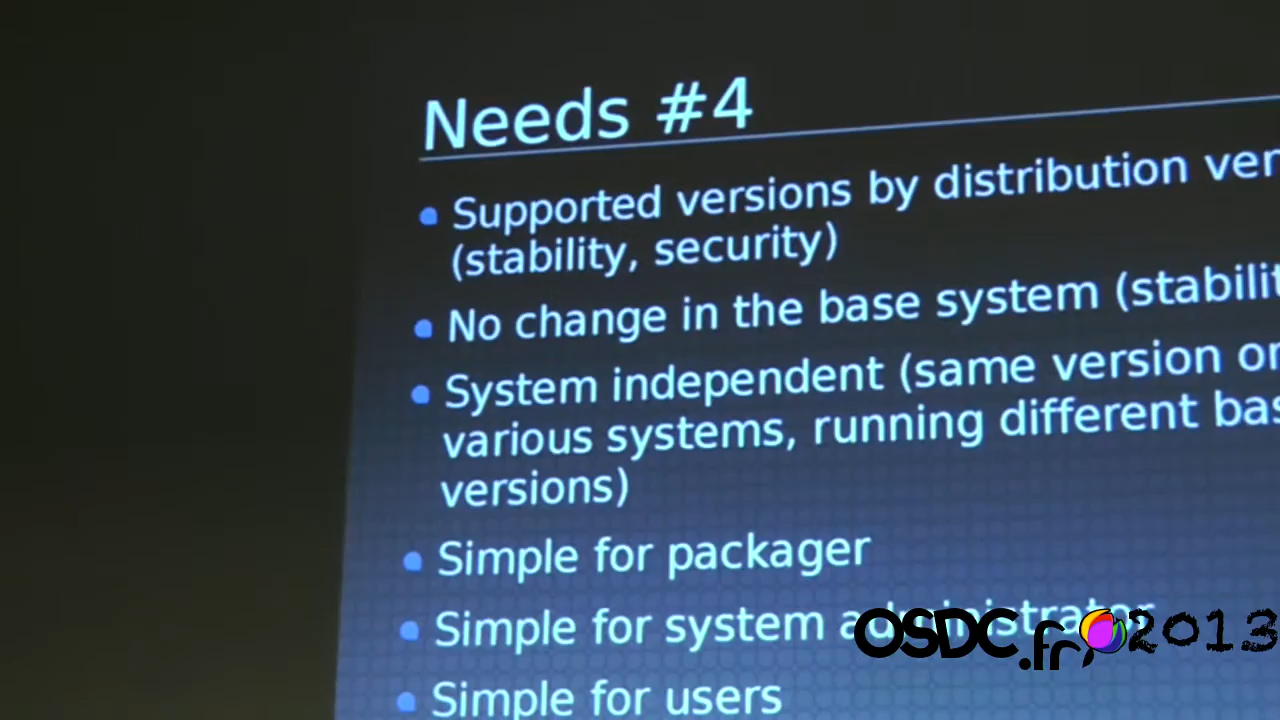 Needs #4
Supported versions by distribution
(stability, security)
No change in the base system
System independent (same version
various systems, running different
versions)
Simple for packager
Simple for system administrator
Simple for users
OSDC.fr 2013